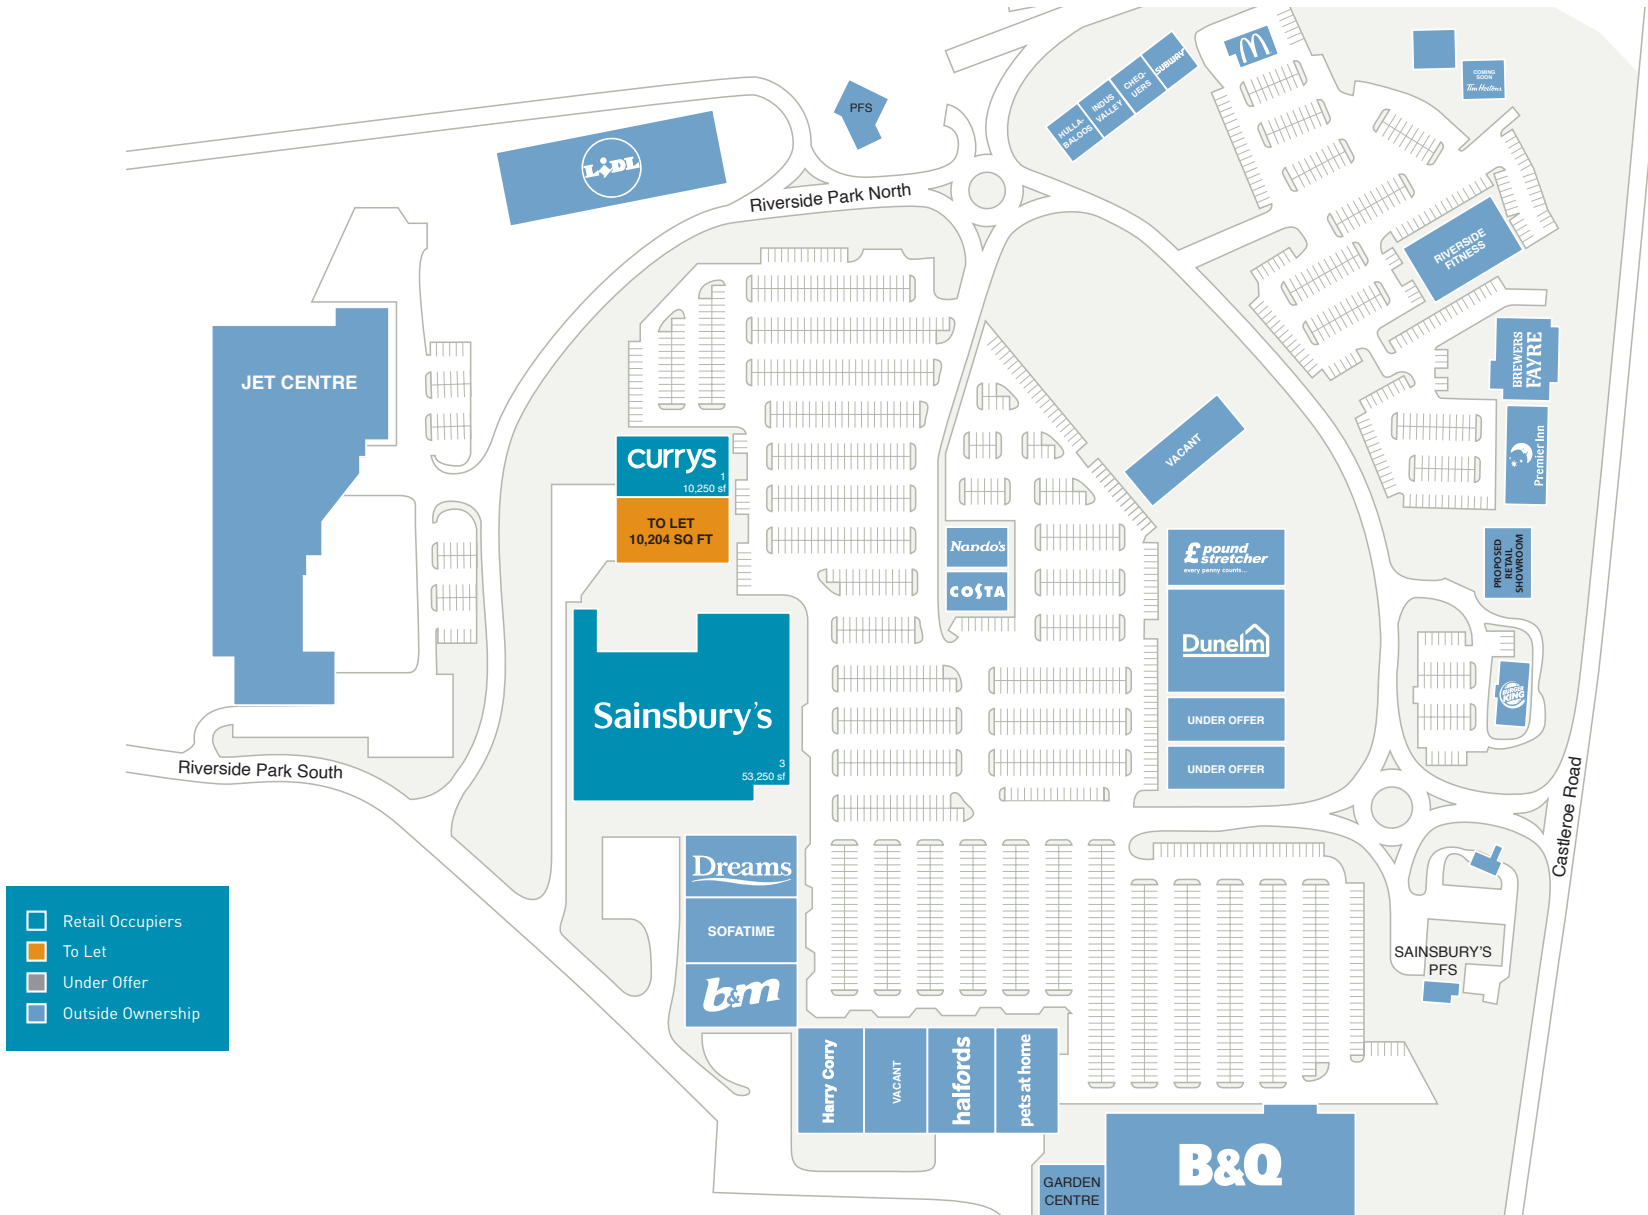 SUBWAY
CHEQ-
UERS
INDUS
VALLEY
HULLA-
BALOOS
COMING
SOON
Tim Hortons
PFS
LiDL
Riverside Park North
RIVERSIDE
FITNESS
JET CENTRE
BREWERS
FAYRE
Premier Inn
VACANT
currys
1
10,250 sf
TO LET
10,204 SQ FT
Nando's
COSTA
£ pound
stretcher
every penny counts...
PROPOSED
RETAIL
SHOWROOM
Dunelm
BURGER
KING
Sainsbury's
3
53,250 sf
UNDER OFFER
UNDER OFFER
Riverside Park South
Castleroe Road
Dreams
SOFATIME
b&m
SAINSBURY'S
PFS
Retail Occupiers
To Let
Under Offer
Outside Ownership
Harry Corry
VACANT
halfords
pets at home
B&Q
GARDEN
CENTRE